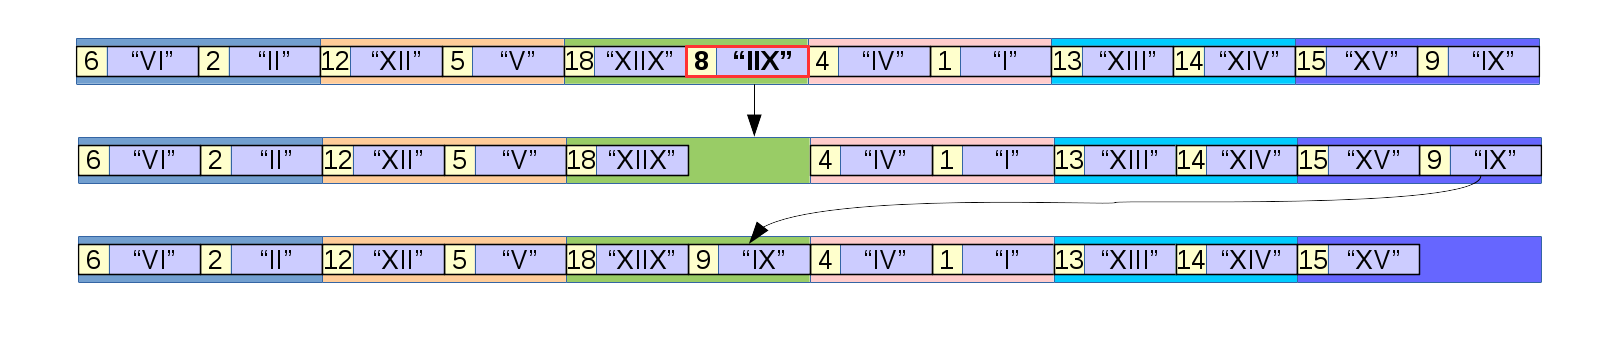 6 “VI” 2 “II” 12 “XII” 5 “V” 18 “XIIX” 8 “IIX” 4 “IV” 1 “I” 13 “XIII” 14 “XIV” 15 “XV” 9 “IX”
6 “VI” 2 “II” 12 “XII” 5 “V” 18 “XIIX” 4 “IV” 1 “I” 13 “XIII” 14 “XIV” 15 “XV” 9 “IX”
6 “VI” 2 “II” 12 “XII” 5 “V” 18 “XIIX” 9 “IX” 4 “IV” 1 “I” 13 “XIII” 14 “XIV” 15 “XV”